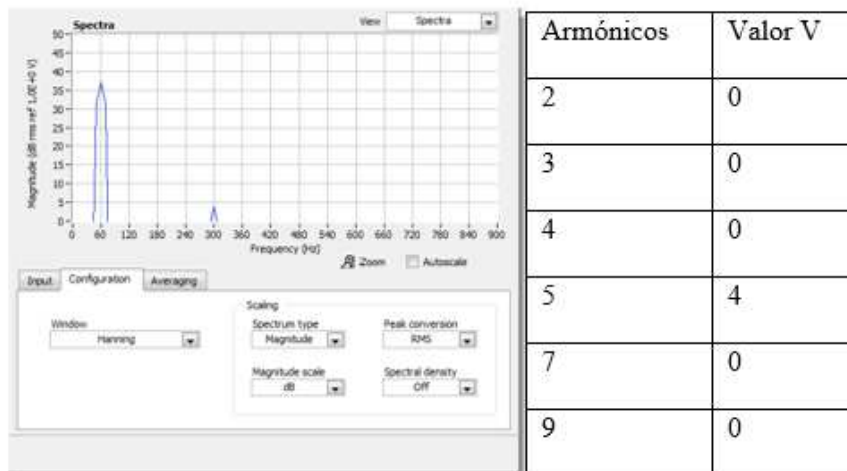 Spectra
View Spectra
Magnitude (dB rms ref 1,0E+0 V)
50
45
40
35
30
25
20
15
10
5
0
0 60 120 180 240 300 360 420 480 540 600 660 720 780 840 900
Frequency (Hz)
Zoom Autoscale
Input Configuration Averaging
Window
Hanning
Scaling
Spectrum type Peak conversion
Magnitude RMS
Magnitude scale Spectral density
dB Off
Armónicos Valor V
2 0
3 0
4 0
5 4
7 0
9 0